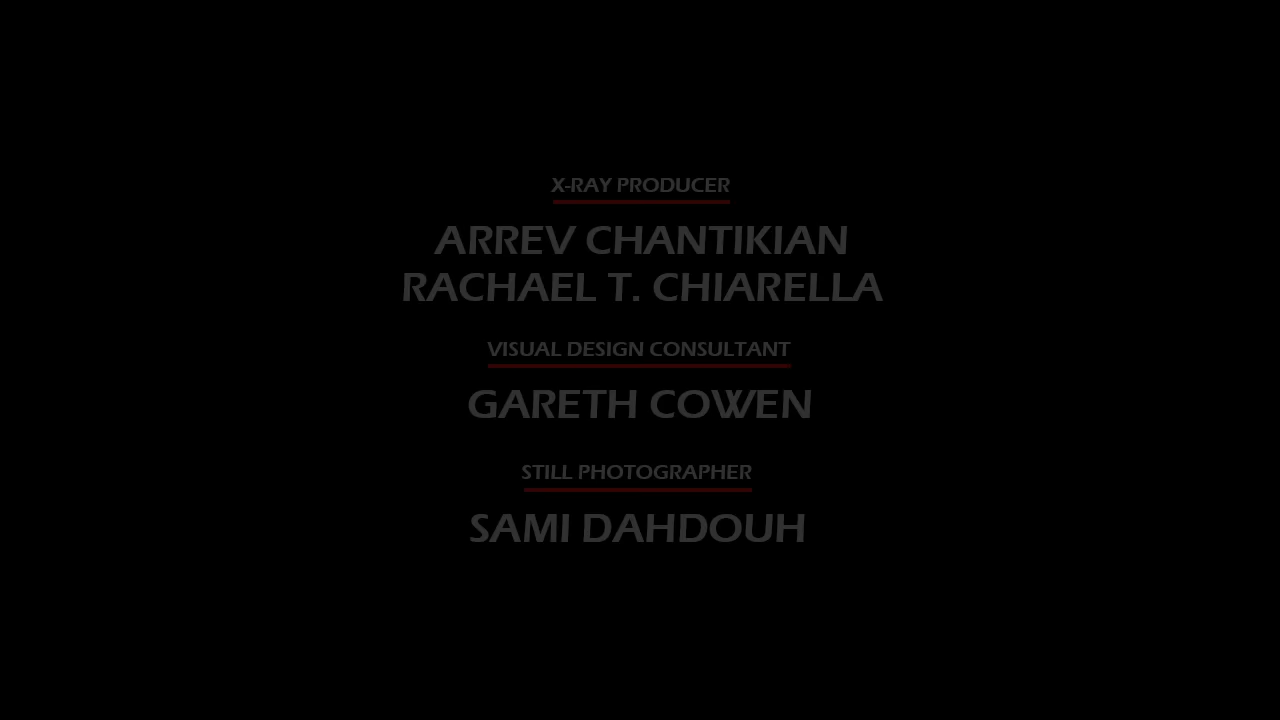 X-RAY PRODUCER
ARREV CHANTIKIAN
RACHAEL T. CHIARELLA
VISUAL DESIGN CONSULTANT
GARETH COWEN
STILL PHOTOGRAPHER
SAMI DAHDOUH